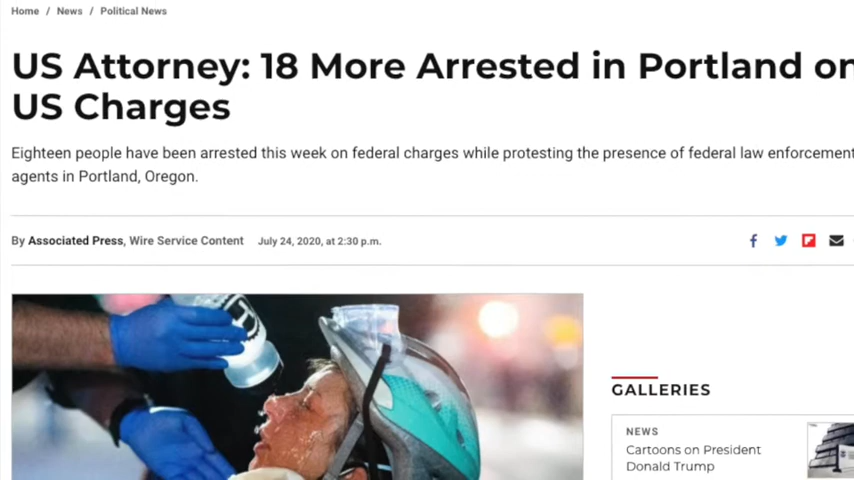 Home / News / Political News
US Attorney: 18 More Arrested in Portland on
US Charges
Eighteen people have been arrested this week on federal charges while protesting the presence of federal law enforcement
agents in Portland, Oregon.
By Associated Press, Wire Service Content July 24, 2020, at 2:30 p.m.
GALLERIES
NEWS
Cartoons on President
Donald Trump